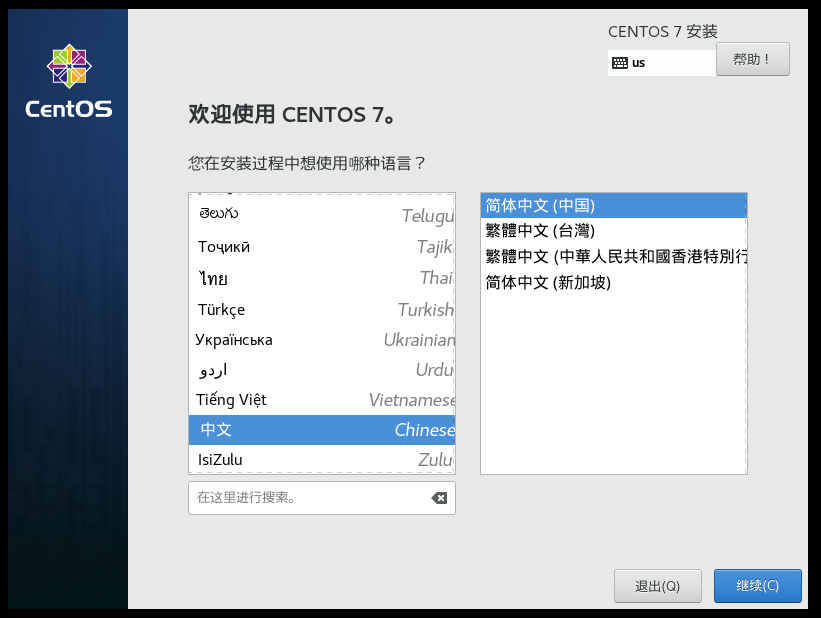 CentOS
CENTOS 7 安装
us
帮助！
欢迎使用 CENTOS 7。
您在安装过程中想使用哪种语言？
తెలుగు Telugu
Тоҷикӣ Tajik
ไทย Thai
Türkçe Turkish
Українська Ukrainian
اردو Urdu
Tiếng Việt Vietnamese
中文 Chinese
IsiZulu Zulu
简体中文 (中国)
繁體中文 (台灣)
繁體中文 (中華人民共和國香港特別行
简体中文 (新加坡)
在这里进行搜索。
退出(Q)
继续(C)